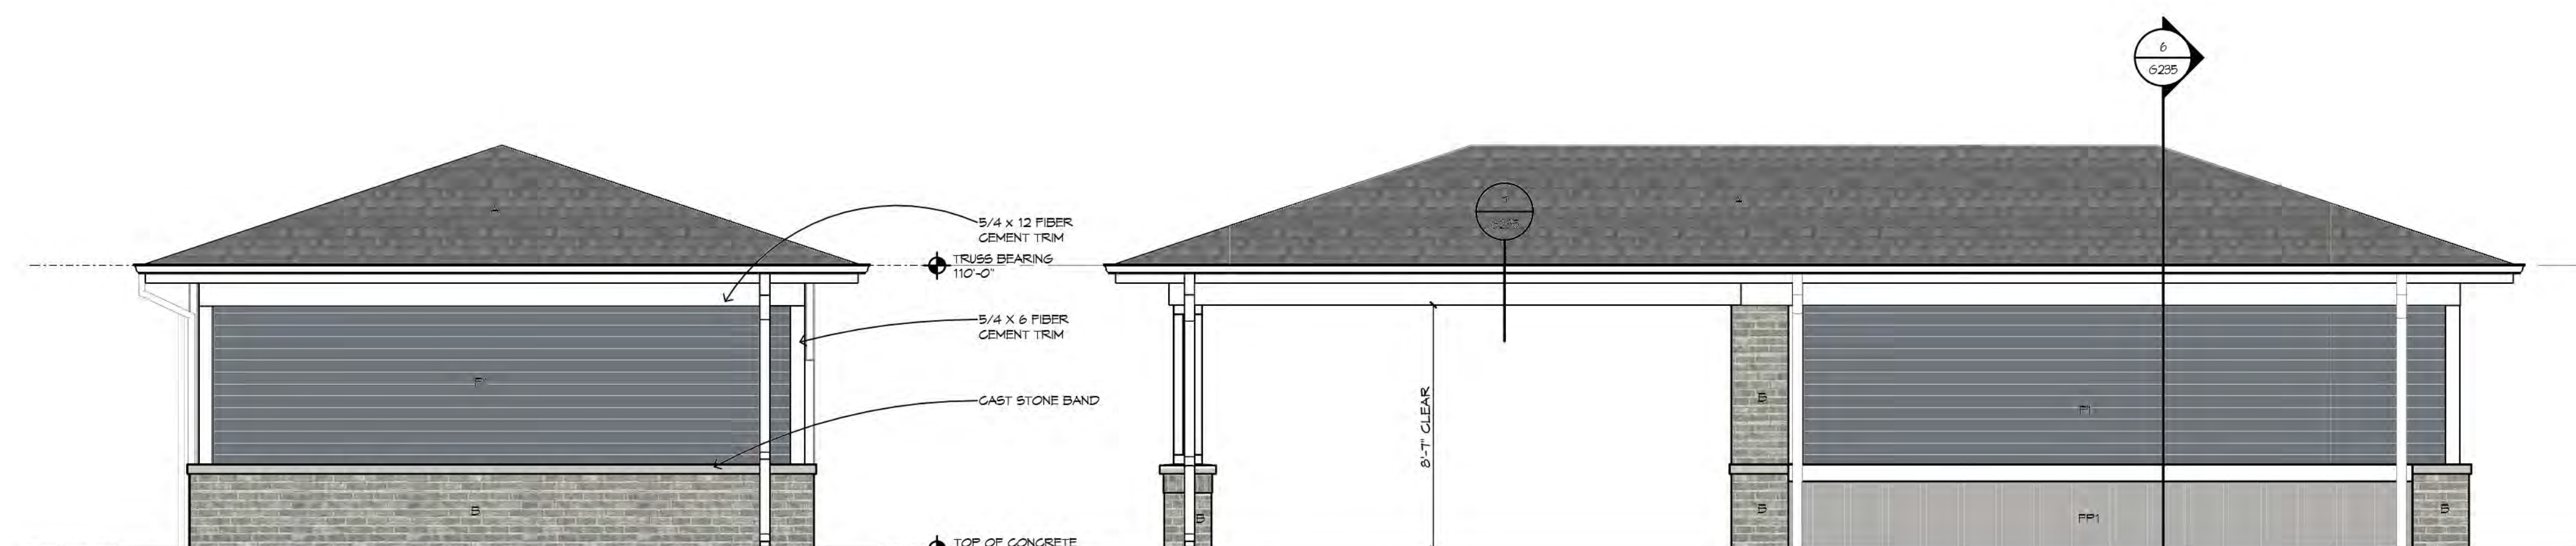 6
G235
5/4 x 12 FIBER
CEMENT TRIM
TRUSS BEARING
110'-0"
5/4 X 6 FIBER
CEMENT TRIM
CAST STONE BAND
8'-7" CLEAR
B
B
B
B
B
FP1
TOP OF CONCRETE